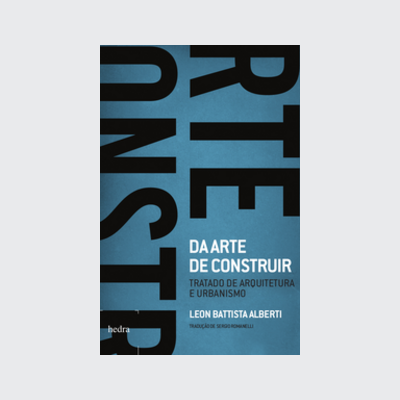 RTE
ONSTR
DA ARTE
DE CONSTRUIR
TRATADO DE ARQUITETURA
E URBANISMO
LEON BATTISTA ALBERTI
TRADUÇÃO DE SERGIO ROMANELLI
hedra